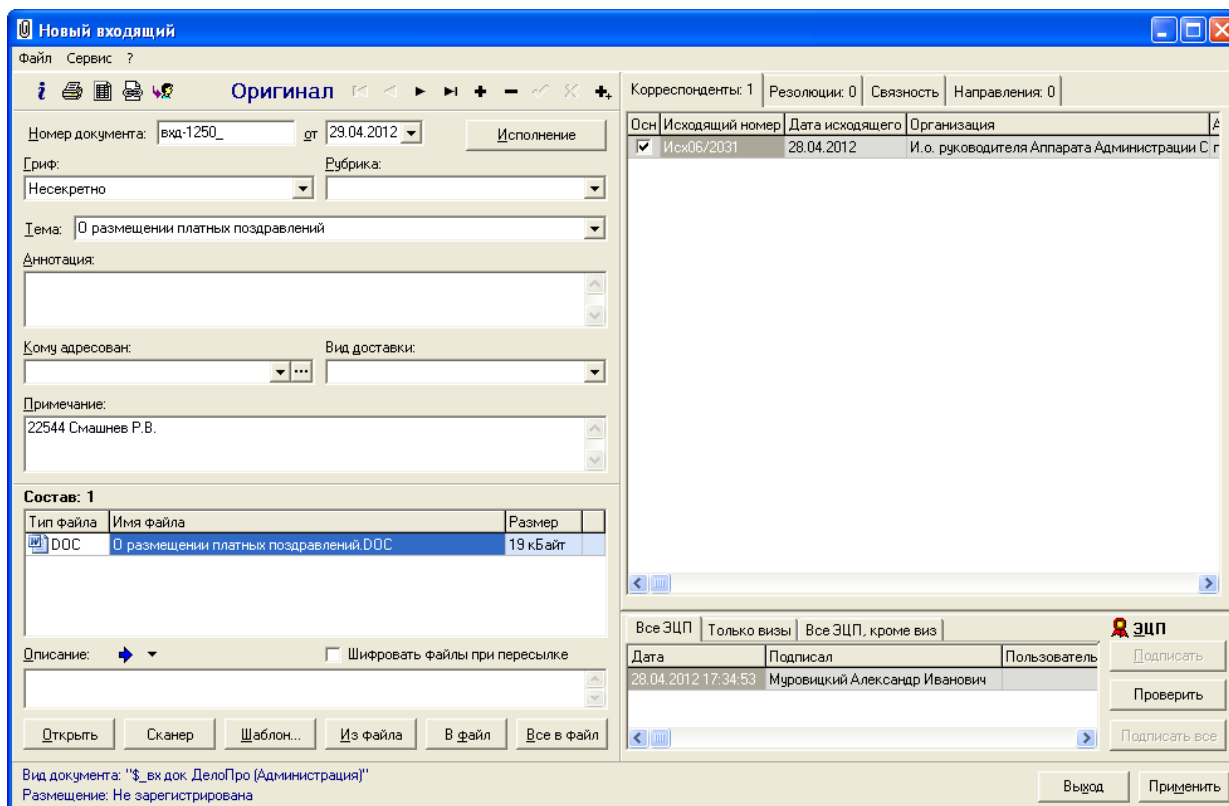 Новый входящий
Файл Сервис ?
Оригинал
Номер документа: вхд-1250_ от 29.04.2012 Исполнение
Гриф: Рубрика:
Несекретно
Тема: О размещении платных поздравлений
Аннотация:
Кому адресован: Вид доставки:
Примечание:
22544 Смашнев Р.В.
Состав: 1
Тип файла Имя файла Размер
DOC О размещении платных поздравлений.DOC 19 кБайт
Описание: Шифровать файлы при пересылке
Открыть Сканер Шаблон... Из файла В файл Все в файл
Корреспонденты: 1 Резолюции: 0 Связность Направления: 0
Осн Исходящий номер Дата исходящего Организация
Исх06/2031 28.04.2012 И.о. руководителя Аппарата Администрации С
Все ЭЦП Только визы Все ЭЦП, кроме виз ЭЦП
Дата Подписал Пользователь Подписать
28.04.2012 17:34:53 Муровицкий Александр Иванович
Проверить
Подписать все
Вид документа: "$_вх док ДелоПро (Администрация)"
Размещение: Не зарегистрирована
Выход Применить